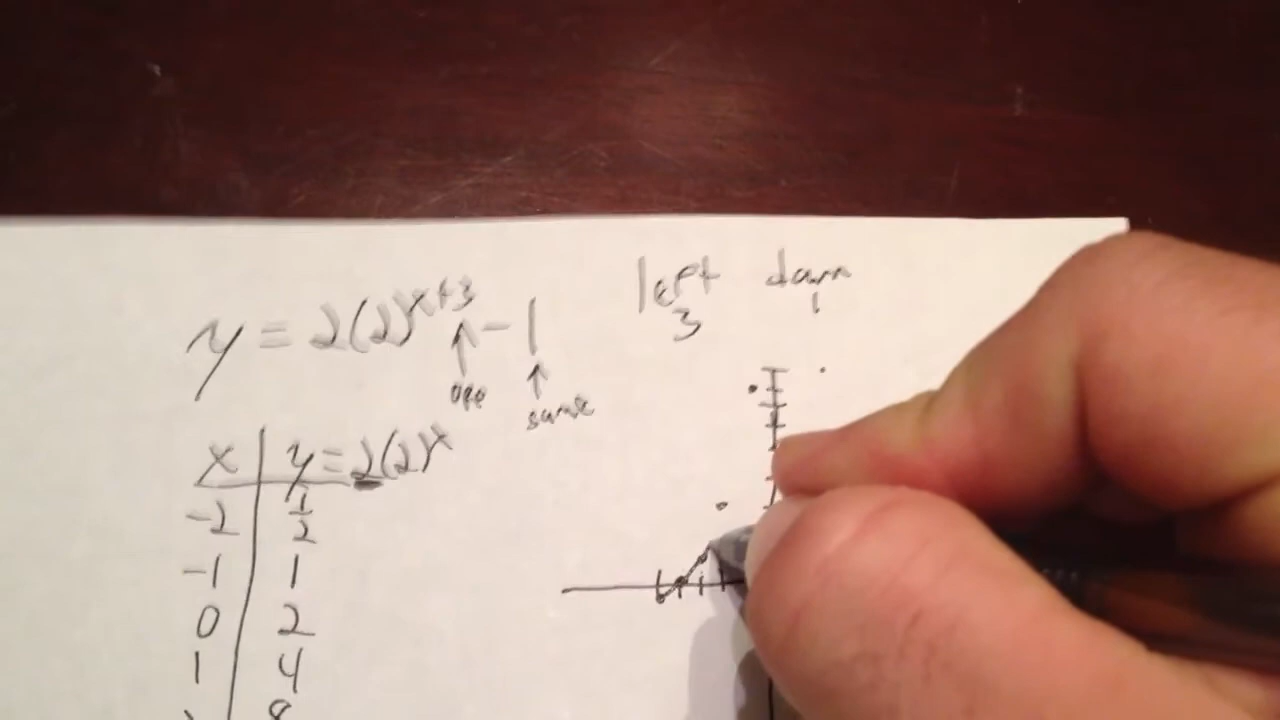 left down
3 1
y = 2(2)^{x+3} - 1
opp same
x | y = 2(2)^x
-2 | 1/2
-1 | 1
0 | 2
1 | 4
8